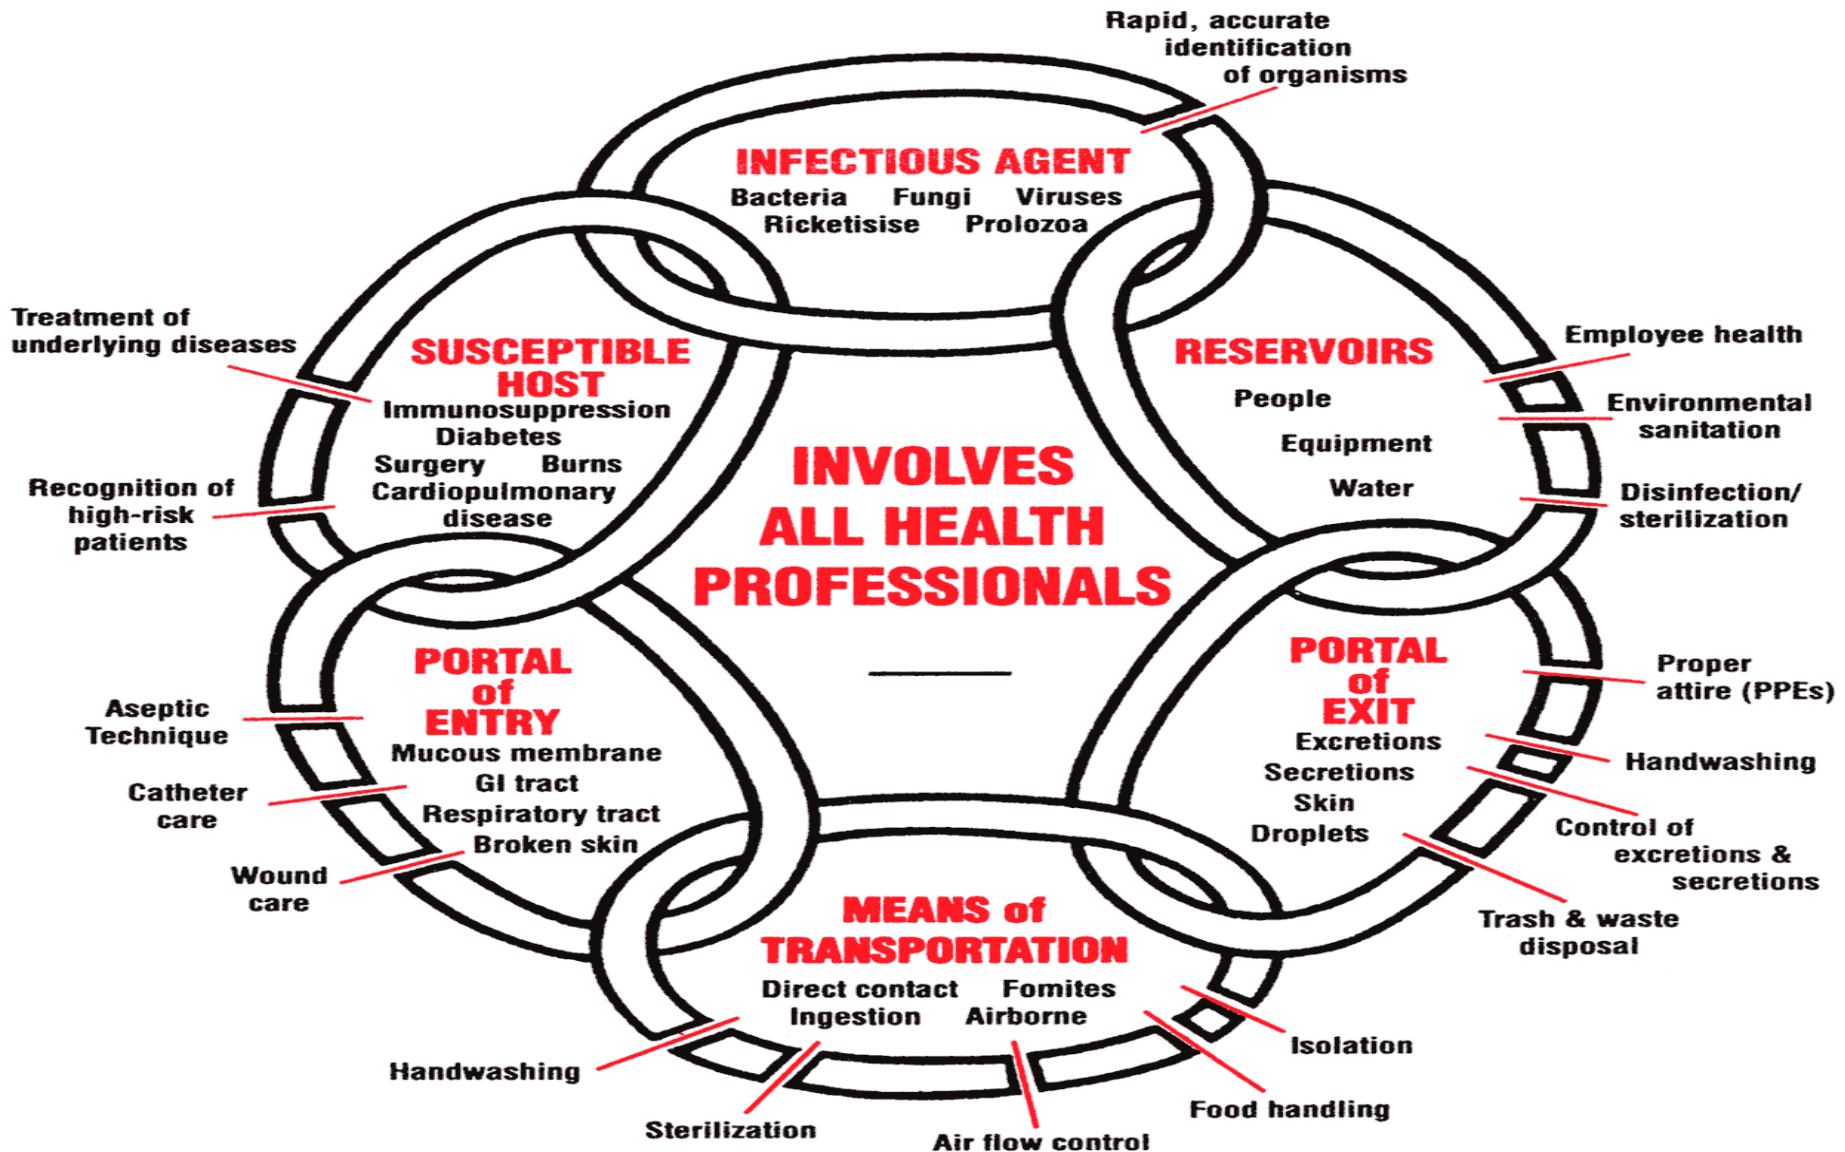 Rapid, accurate
identification
of organisms
INFECTIOUS AGENT
Bacteria Fungi Viruses
Ricketisise Prolozoa
Treatment of
underlying diseases
SUSCEPTIBLE
HOST
Immunosuppression
Diabetes
Surgery Burns
Cardiopulmonary
disease
Recognition of
high-risk
patients
RESERVOIRS
People
Equipment
Water
Employee health
Environmental
sanitation
Disinfection/
sterilization
INVOLVES
ALL HEALTH
PROFESSIONALS
PORTAL
of
ENTRY
Mucous membrane
GI tract
Respiratory tract
Broken skin
Aseptic
Technique
Catheter
care
Wound
care
PORTAL
of
EXIT
Excretions
Secretions
Skin
Droplets
Proper
attire (PPEs)
Handwashing
Control of
excretions &
secretions
Trash & waste
disposal
MEANS of
TRANSPORTATION
Direct contact Fomites
Ingestion Airborne
Handwashing
Sterilization
Air flow control
Food handling
Isolation